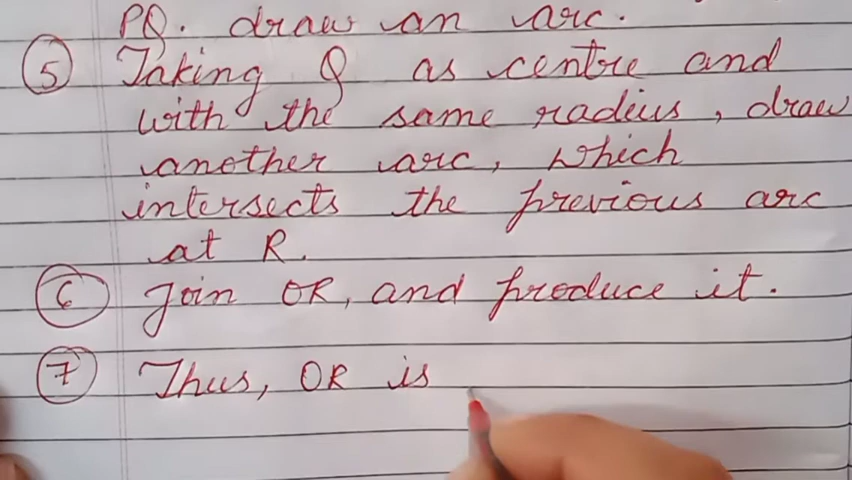 PQ. draw an arc.
5 Taking Q as centre and
with the same radius, draw
another arc, which
intersects the previous arc
at R.
6 Join OR, and produce it.
7 Thus, OR is